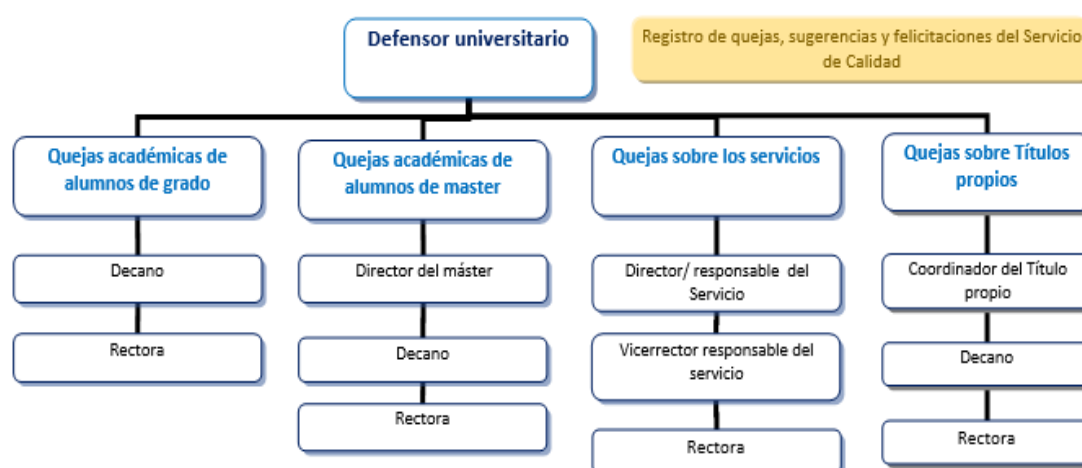 Defensor universitario
Registro de quejas, sugerencias y felicitaciones del Servicio
de Calidad
Quejas académicas de
alumnos de grado
Decano
Rectora
Quejas académicas de
alumnos de master
Director del máster
Decano
Rectora
Quejas sobre los servicios
Director/ responsable del
Servicio
Vicerrector responsable del
servicio
Rectora
Quejas sobre Títulos
propios
Coordinador del Título
propio
Decano
Rectora